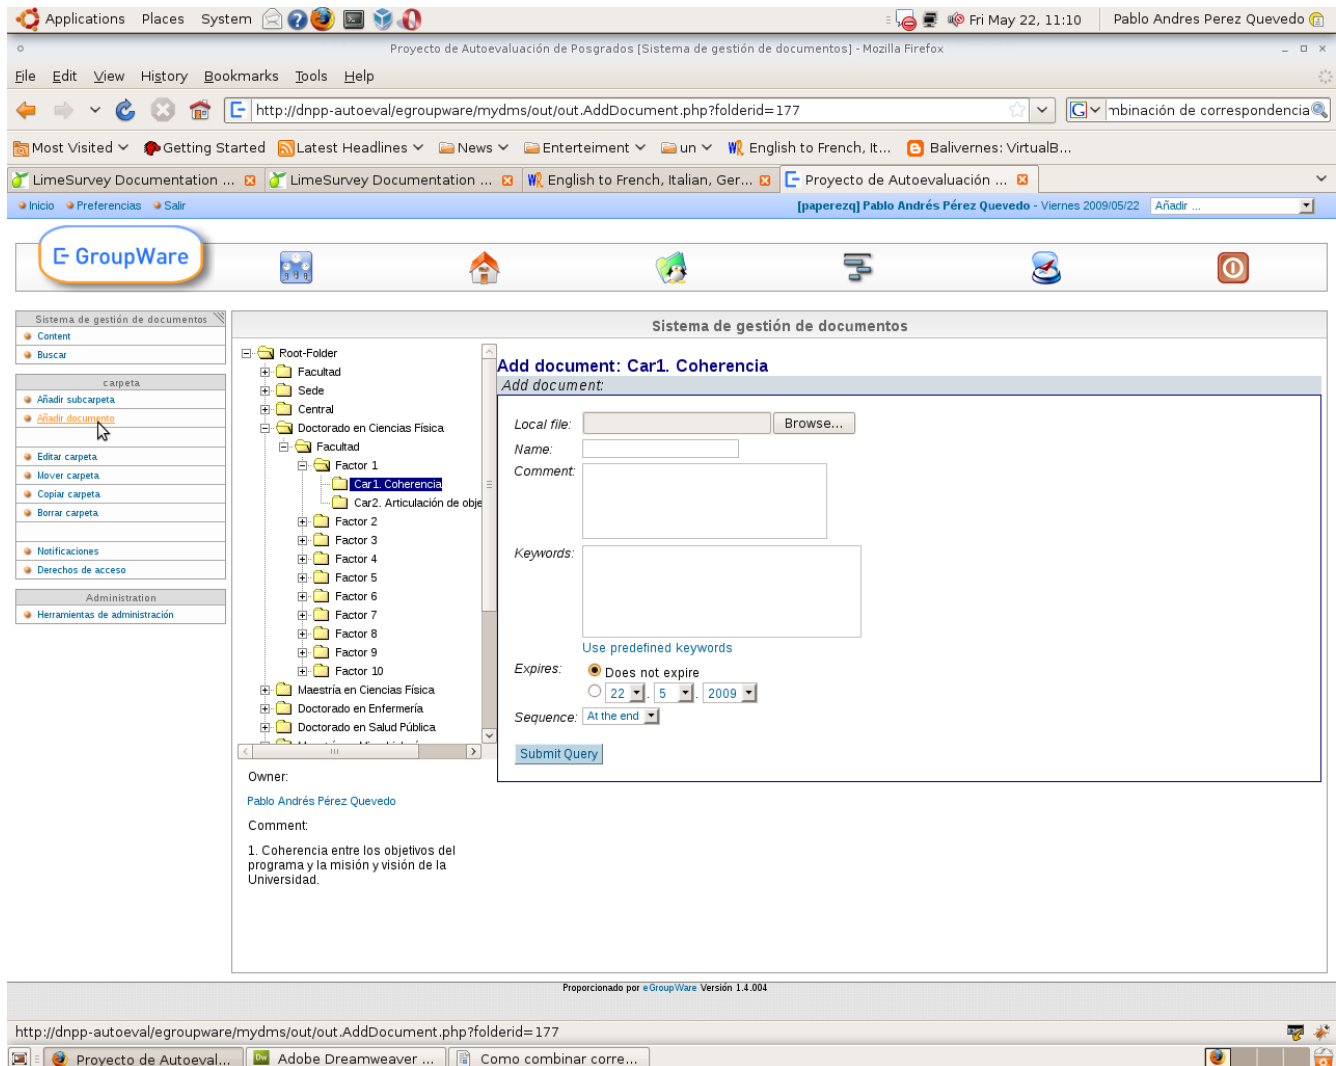 Applications Places System Fri May 22, 11:10 Pablo Andres Perez Quevedo
Proyecto de Autoevaluación de Posgrados [Sistema de gestión de documentos] - Mozilla Firefox
File Edit View History Bookmarks Tools Help
http://dnpp-autoeval/egroupware/mydms/out/out.AddDocument.php?folderid=177 mbinación de correspondencia
Most Visited Getting Started Latest Headlines News Enterteiment un English to French, It... Balivernes: VirtualB...
LimeSurvey Documentation ... LimeSurvey Documentation ... English to French, Italian, Ger... Proyecto de Autoevaluación ...
Inicio Preferencias Salir [paperezq] Pablo Andrés Pérez Quevedo - Viernes 2009/05/22 Añadir ...
E- GroupWare
Sistema de gestión de documentos
Content
Buscar
carpeta
Añadir subcarpeta
Añadir documento
Editar carpeta
Mover carpeta
Copiar carpeta
Borrar carpeta
Notificaciones
Derechos de acceso
Administration
Herramientas de administración
Sistema de gestión de documentos
Root-Folder
Facultad
Sede
Central
Doctorado en Ciencias Física
Facultad
Factor 1
Car1. Coherencia
Car2. Articulación de obje
Factor 2
Factor 3
Factor 4
Factor 5
Factor 6
Factor 7
Factor 8
Factor 9
Factor 10
Maestría en Ciencias Física
Doctorado en Enfermería
Doctorado en Salud Pública
Owner:
Pablo Andrés Pérez Quevedo
Comment:
1. Coherencia entre los objetivos del
programa y la misión y visión de la
Universidad.
Add document: Car1. Coherencia
Add document:
Local file: Browse...
Name:
Comment:
Keywords:
Use predefined keywords
Expires: Does not expire
22 . 5 . 2009
Sequence: At the end
Submit Query
Proporcionado por eGroupWare Versión 1.4.004
http://dnpp-autoeval/egroupware/mydms/out/out.AddDocument.php?folderid=177
Proyecto de Autoeval... Adobe Dreamweaver ... Como combinar corre...